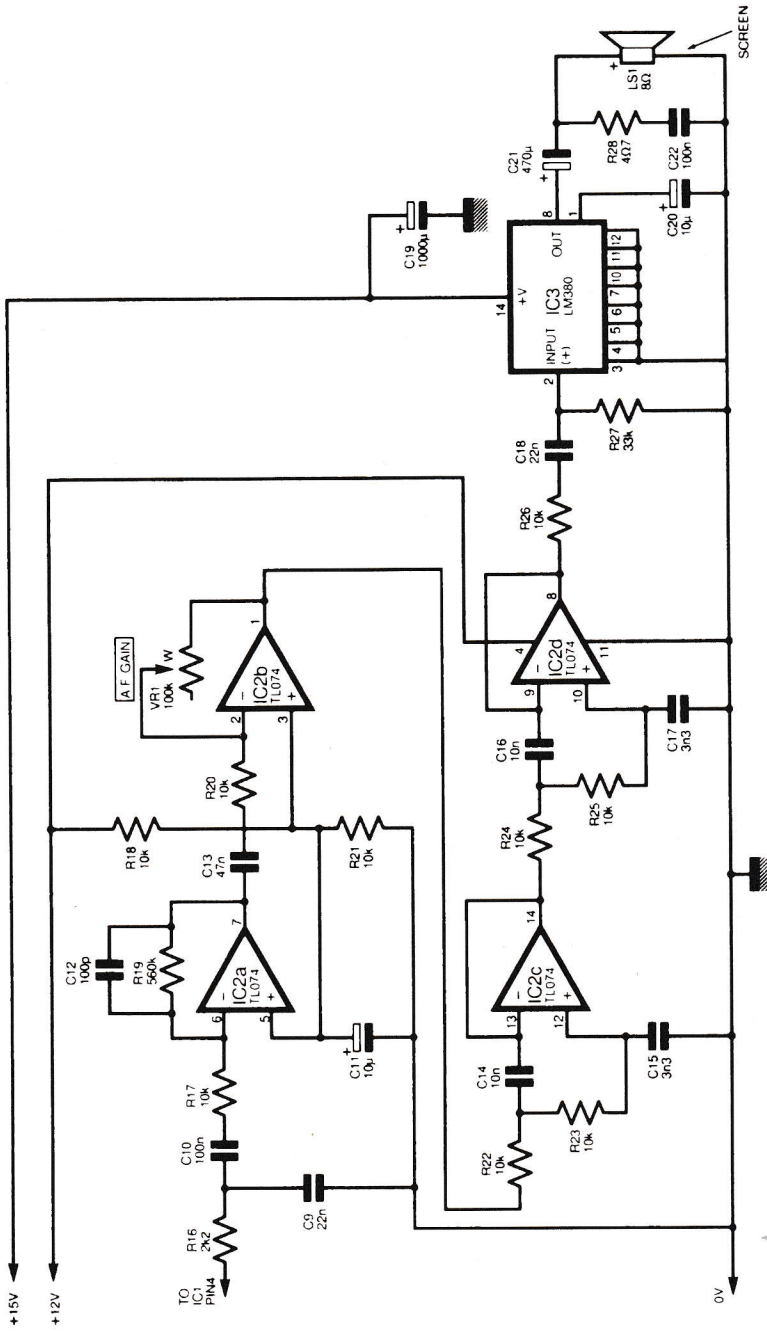 +15V
+12V
TO
IC1
PIN4
R16
2k2
C9
22n
C10
100n
R17
10k
C12
100p
R19
560k
6
5
7
−
+
IC2a
TL074
C11
10µ
+
C13
47n
R18
10k
R20
10k
R21
10k
A F GAIN
VR1
100k
W
2
3
1
−
+
IC2b
TL074
R22
10k
C14
10n
R23
10k
13
12
14
−
+
IC2c
TL074
C15
3n3
R24
10k
C16
10n
R25
10k
9
10
4
8
11
−
+
IC2d
TL074
C17
3n3
R26
10k
C18
22n
R27
33k
C19
1000µ
+
14
+V
2
INPUT
(+)
IC3
LM380
OUT
8
1
3
4
5
6
7
10
11
12
C21
470µ
+
C20
10µ
+
R28
4Ω7
C22
100n
+
LS1
8Ω
SCREEN
0V